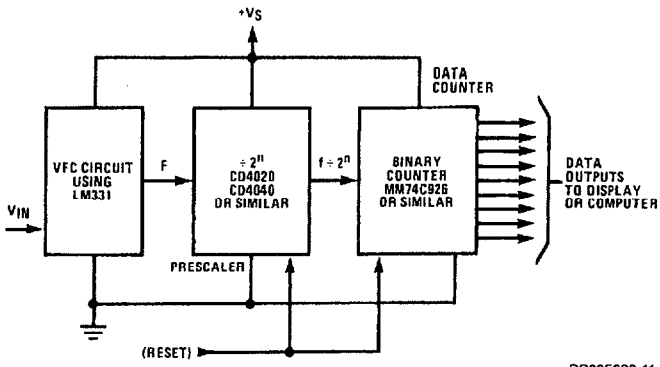 +VS
DATA
COUNTER
VFC CIRCUIT
USING
LM331
F
÷ 2ⁿ
CD4020
CD4040
OR SIMILAR
f ÷ 2ⁿ
BINARY
COUNTER
MM74C926
OR SIMILAR
DATA
OUTPUTS
TO DISPLAY
OR COMPUTER
VIN
PRESCALER
(RESET)